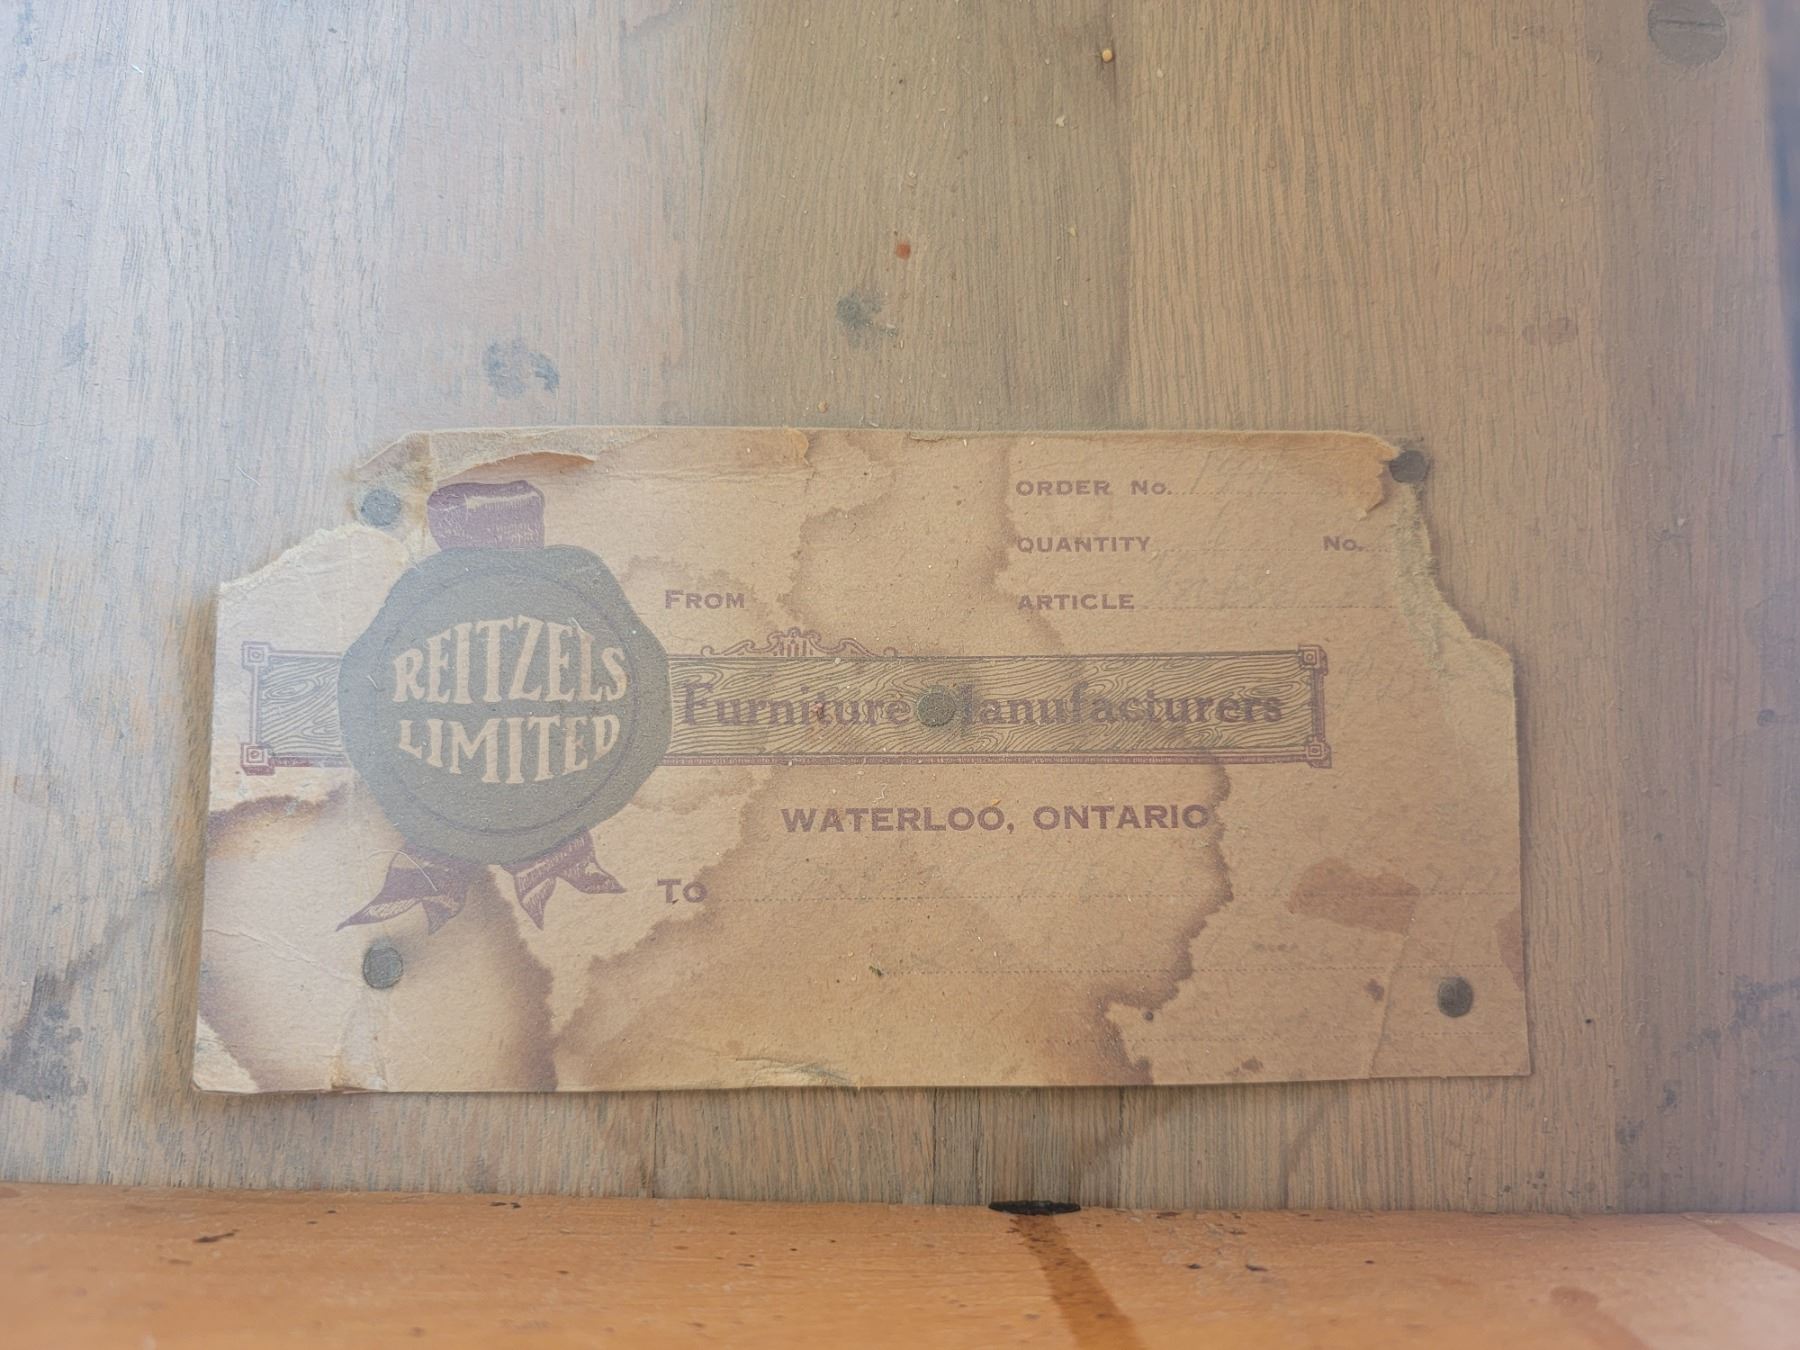 ORDER No.
QUANTITY No.
FROM
ARTICLE
REITZELS
LIMITED
Furniture Manufacturers
WATERLOO, ONTARIO
To